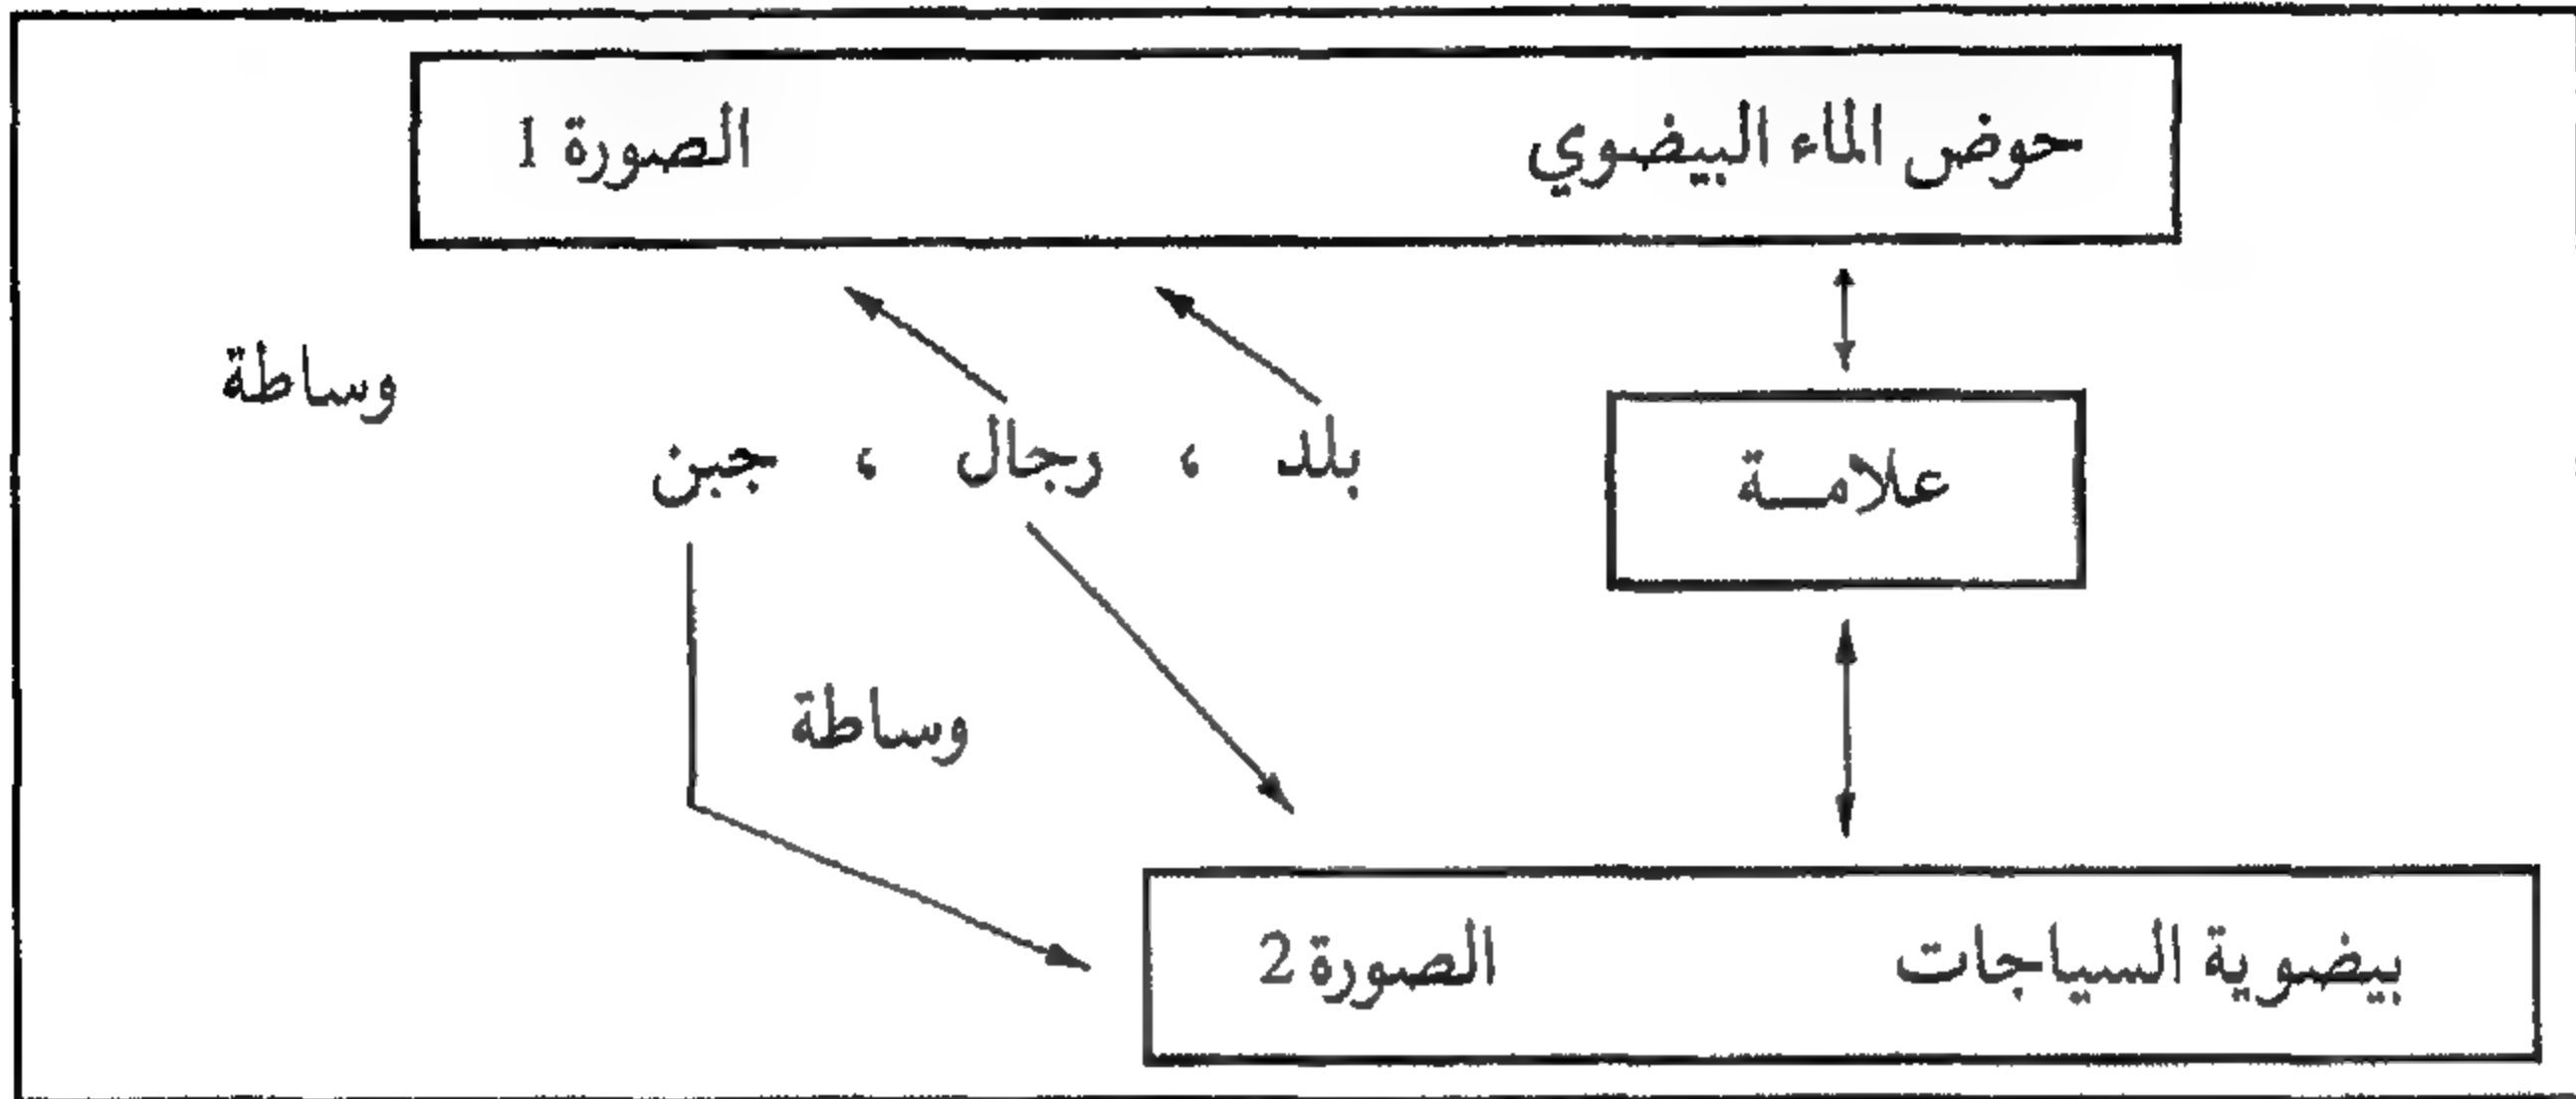 حوض الماء البيضوي الصورة 1
وساطة
بلد ، رجال ، جبن
علامــة
وساطة
بيضوية السياجات الصورة 2